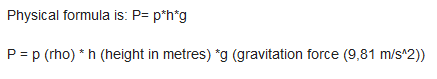 Physical formula is: P= p*h*g
P = p (rho) * h (height in metres) *g (gravitation force (9,81 m/s^2))